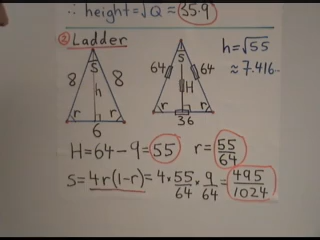 ∴ height=√Q = 35.9
② Ladder
8 S 8 h r r 6
64 S 64 H r r 36
h=√55
≈7.416...
H=64-9=55 r=55/64
S=4r(1-r)=4×55/64×9/64=495/1024